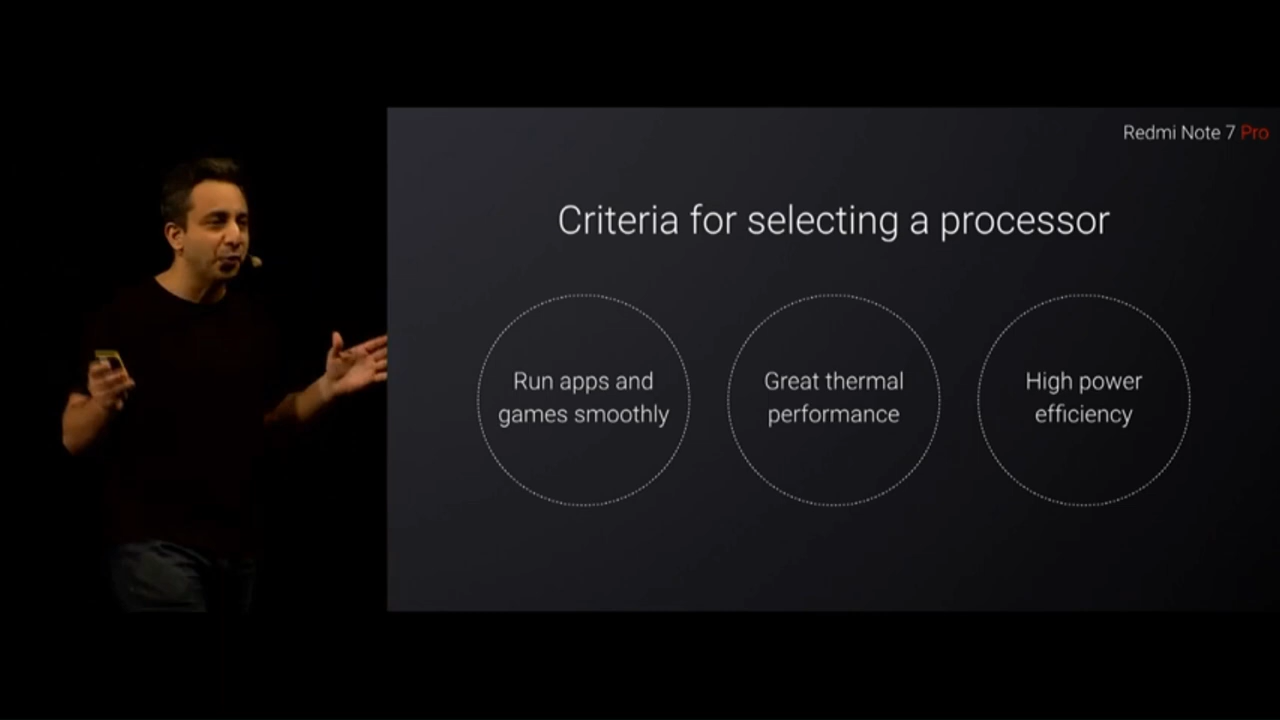 Redmi Note 7 Pro
Criteria for selecting a processor
Run apps and
games smoothly
Great thermal
performance
High power
efficiency